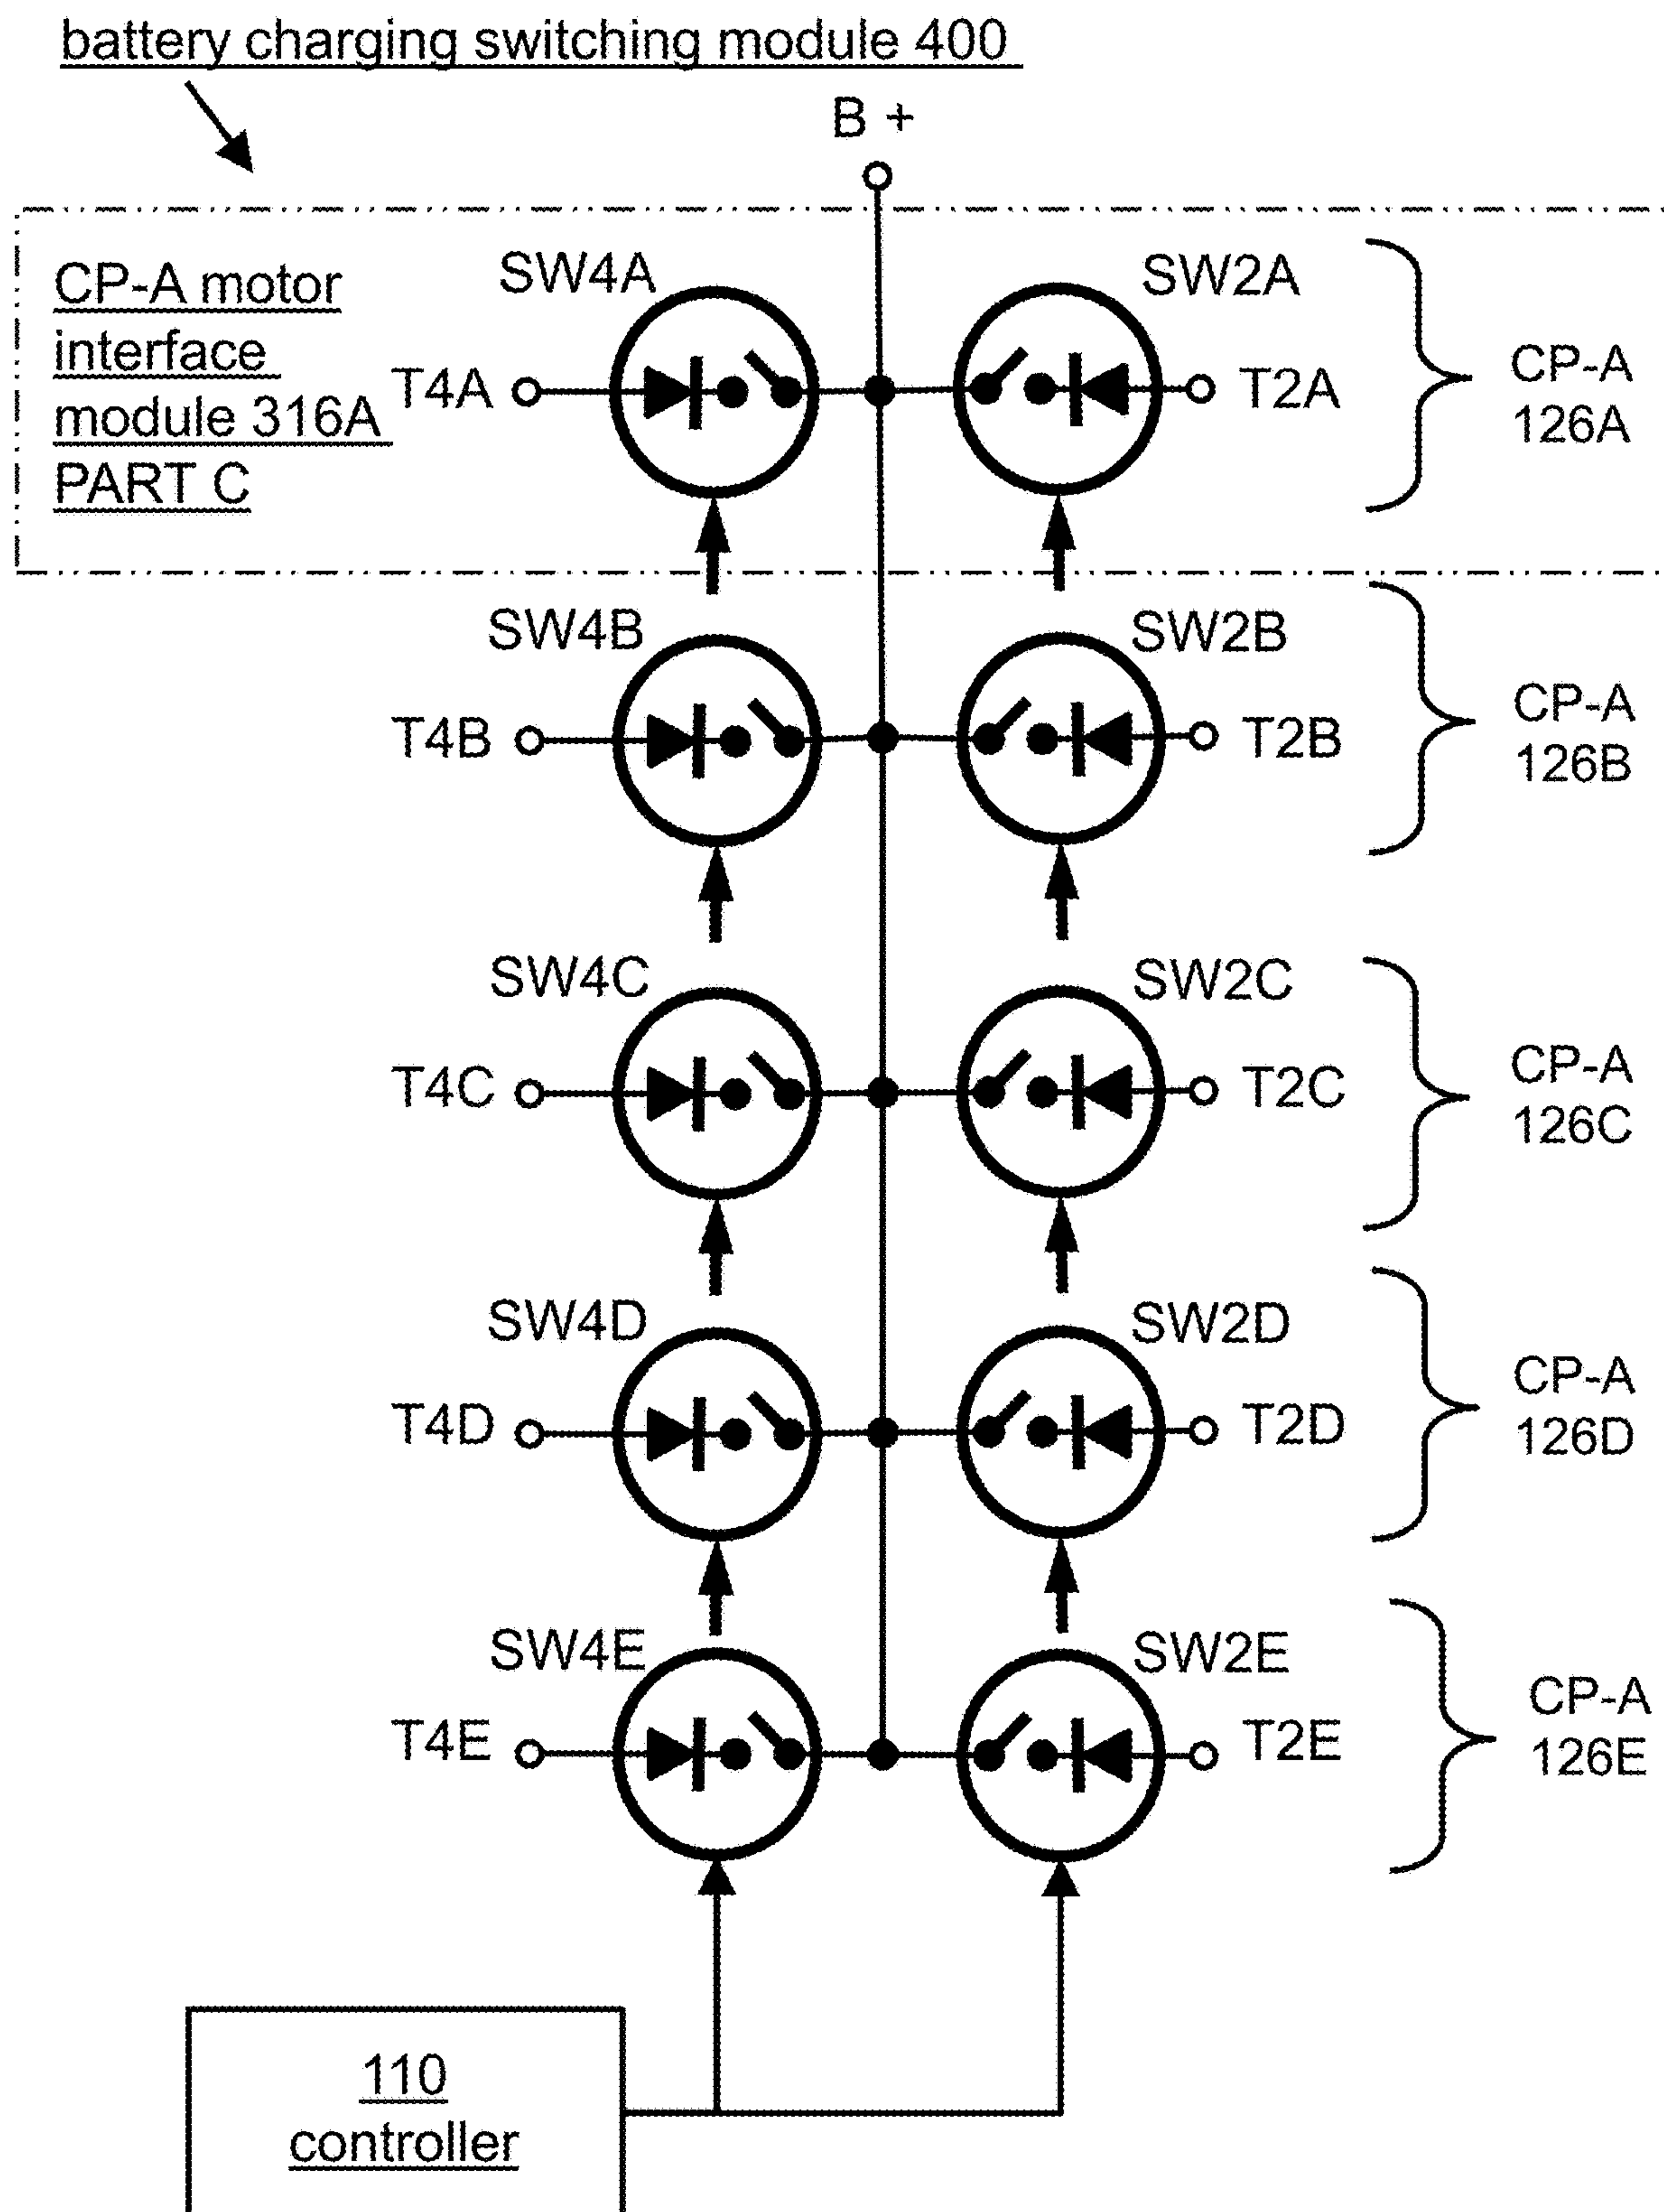 battery charging switching module 400
B +
SW4A
SW2A
CP-A motor
interface
module 316A
PART C
T4A
T2A
CP-A
126A
SW4B
SW2B
T4B
T2B
CP-A
126B
SW4C
SW2C
T4C
T2C
CP-A
126C
SW4D
SW2D
T4D
T2D
CP-A
126D
SW4E
SW2E
T4E
T2E
CP-A
126E
110
controller